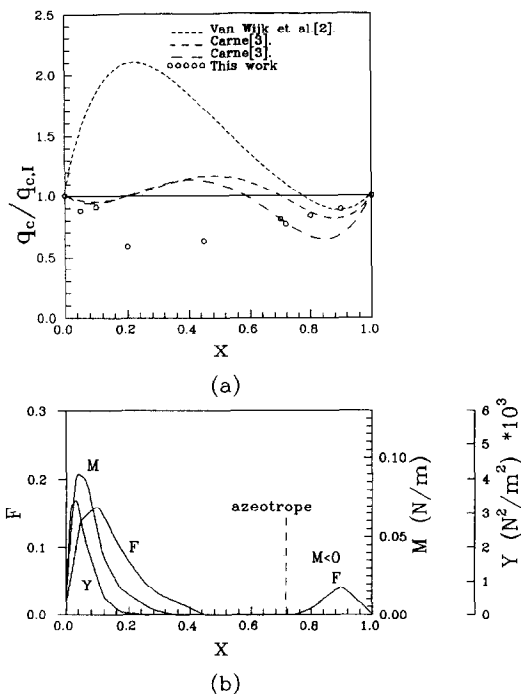 Van Wijk et al.[2].
Carne[3].
Carne[3].
This work
2.5
2.0
1.5
1.0
0.5
0.0
q_c / q_c,I
0.0 0.2 0.4 0.6 0.8 1.0
X
(a)
0.3
0.2
0.1
0.0
F
M
F
Y
azeotrope
M<0
F
0.10
0.05
0.00
M (N/m)
6
5
4
3
2
1
0
Y (N²/m²) *10³
0.0 0.2 0.4 0.6 0.8 1.0
X
(b)